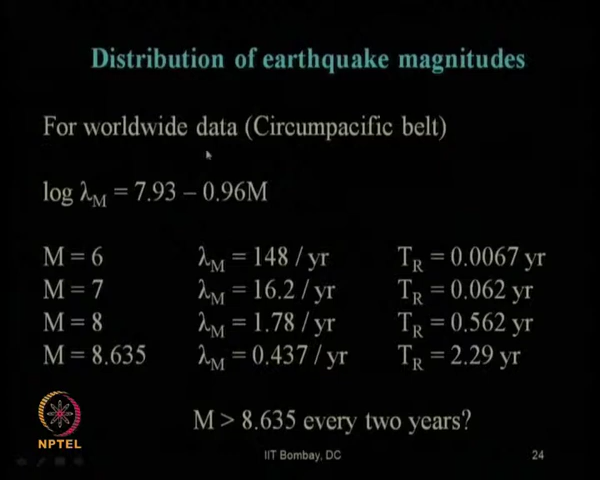 Distribution of earthquake magnitudes
For worldwide data (Circumpacific belt)
log λM = 7.93 – 0.96M
M = 6 λM = 148 / yr TR = 0.0067 yr
M = 7 λM = 16.2 / yr TR = 0.062 yr
M = 8 λM = 1.78 / yr TR = 0.562 yr
M = 8.635 λM = 0.437 / yr TR = 2.29 yr
M > 8.635 every two years?
NPTEL
IIT Bombay, DC 24